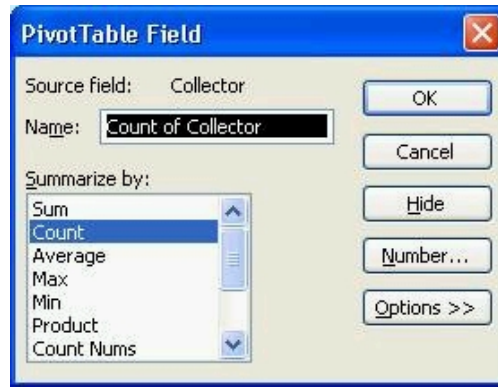 PivotTable Field
Source field: Collector
Name: Count of Collector
Summarize by:
Sum
Count
Average
Max
Min
Product
Count Nums
OK
Cancel
Hide
Number...
Options >>